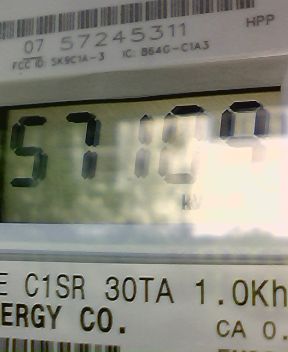 HPP
07 57245311
FCC ID: SK9C1A-3 IC: 864G-C1A3
57109
kW
E C1SR 30TA 1.0Kh
ERGY CO.
CA 0.